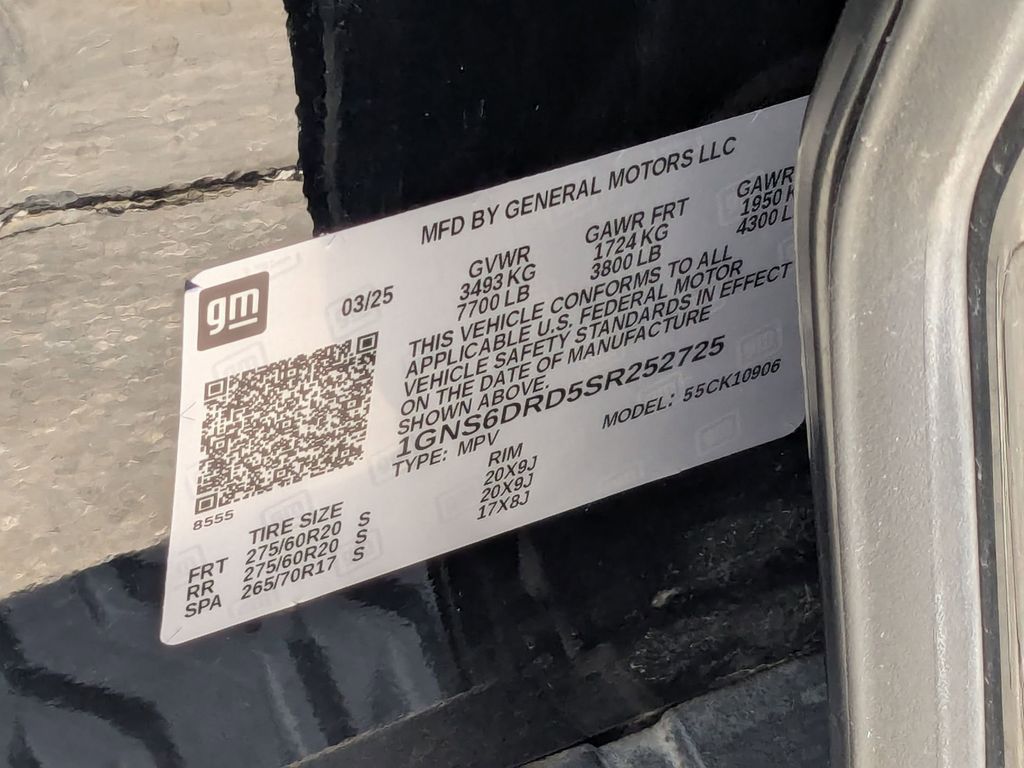 MFD BY GENERAL MOTORS LLC
gm
03/25
GVWR GAWR FRT GAWR
3493 KG 1724 KG 1950
7700 LB 3800 LB 4300
THIS VEHICLE CONFORMS TO ALL
APPLICABLE U.S. FEDERAL MOTOR
VEHICLE SAFETY STANDARDS IN EFFECT
ON THE DATE OF MANUFACTURE
SHOWN ABOVE.
1GNS6DRD5SR252725
TYPE: MPV MODEL: 55CK10906
8555
TIRE SIZE RIM
FRT 275/60R20 S 20X9J
RR 275/60R20 S 20X9J
SPA 265/70R17 S 17X8J